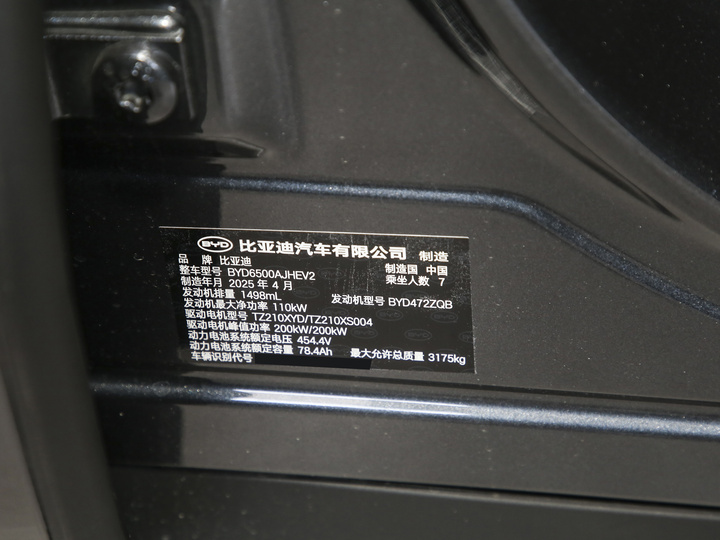 BYD 比亚迪汽车有限公司 制造
品 牌 比亚迪 制造国 中国
整车型号 BYD6500AJHEV2 乘坐人数 7
制造年月 2025 年 4 月
发动机排量 1498mL 发动机型号 BYD472ZQB
发动机最大净功率 110kW
驱动电机型号 TZ210XYD/TZ210XS004
驱动电机峰值功率 200kW/200kW
动力电池系统额定电压 454.4V
动力电池系统额定容量 78.4Ah 最大允许总质量 3175kg
车辆识别代号